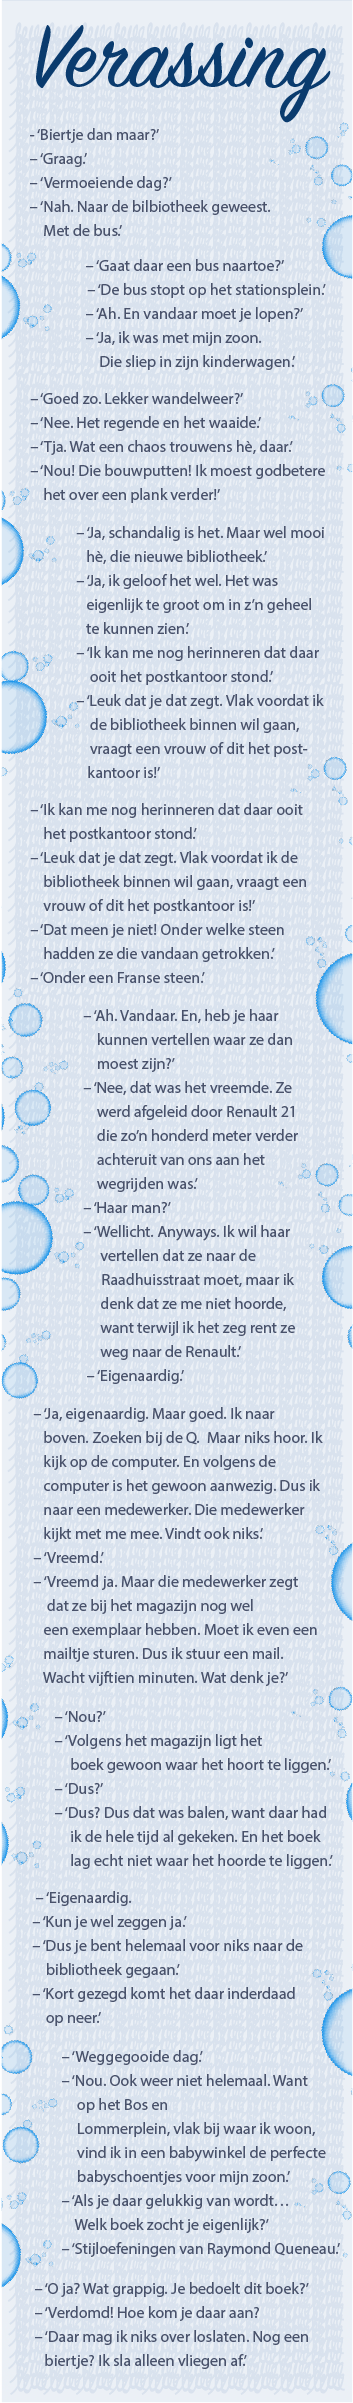 Verassing
- ‘Biertje dan maar?’
– ‘Graag.’
– ‘Vermoeiende dag?’
– ‘Nah. Naar de bilbiotheek geweest.
Met de bus.’
– ‘Gaat daar een bus naartoe?’
– ‘De bus stopt op het stationsplein.’
– ‘Ah. En vandaar moet je lopen?’
– ‘Ja, ik was met mijn zoon.
Die sliep in zijn kinderwagen.’
– ‘Goed zo. Lekker wandelweer?’
– ‘Nee. Het regende en het waaide.’
– ‘Tja. Wat een chaos trouwens hè, daar.’
– ‘Nou! Die bouwputten! Ik moest godbetere
het over een plank verder!’
– ‘Ja, schandalig is het. Maar wel mooi
hè, die nieuwe bibliotheek.’
– ‘Ja, ik geloof het wel. Het was
eigenlijk te groot om in z’n geheel
te kunnen zien.’
– ‘Ik kan me nog herinneren dat daar
ooit het postkantoor stond.’
– ‘Leuk dat je dat zegt. Vlak voordat ik
de bibliotheek binnen wil gaan,
vraagt een vrouw of dit het post-
kantoor is!’
– ‘Ik kan me nog herinneren dat daar ooit
het postkantoor stond.’
– ‘Leuk dat je dat zegt. Vlak voordat ik de
bibliotheek binnen wil gaan, vraagt een
vrouw of dit het postkantoor is!’
– ‘Dat meen je niet! Onder welke steen
hadden ze die vandaan getrokken.’
– ‘Onder een Franse steen.’
– ‘Ah. Vandaar. En, heb je haar
kunnen vertellen waar ze dan
moest zijn?’
– ‘Nee, dat was het vreemde. Ze
werd afgeleid door Renault 21
die zo’n honderd meter verder
achteruit van ons aan het
wegrijden was.’
– ‘Haar man?’
– ‘Wellicht. Anyways. Ik wil haar
vertellen dat ze naar de
Raadhuisstraat moet, maar ik
denk dat ze me niet hoorde,
want terwijl ik het zeg rent ze
weg naar de Renault.’
– ‘Eigenaardig.’
– ‘Ja, eigenaardig. Maar goed. Ik naar
boven. Zoeken bij de Q.  Maar niks hoor. Ik
kijk op de computer. En volgens de
computer is het gewoon aanwezig. Dus ik
naar een medewerker. Die medewerker
kijkt met me mee. Vindt ook niks.’
– ‘Vreemd.’
– ‘Vreemd ja. Maar die medewerker zegt
dat ze bij het magazijn nog wel
een exemplaar hebben. Moet ik even een
mailtje sturen. Dus ik stuur een mail.
Wacht vijftien minuten. Wat denk je?’
– ‘Nou?’
– ‘Volgens het magazijn ligt het
boek gewoon waar het hoort te liggen.’
– ‘Dus?’
– ‘Dus? Dus dat was balen, want daar had
ik de hele tijd al gekeken. En het boek
lag echt niet waar het hoorde te liggen.’
– ‘Eigenaardig.
– ‘Kun je wel zeggen ja.’
– ‘Dus je bent helemaal voor niks naar de
bibliotheek gegaan.’
– ‘Kort gezegd komt het daar inderdaad
op neer.’
– ‘Weggegooide dag.’
– ‘Nou. Ook weer niet helemaal. Want
op het Bos en
Lommerplein, vlak bij waar ik woon,
vind ik in een babywinkel de perfecte
babyschoentjes voor mijn zoon.’
– ‘Als je daar gelukkig van wordt…
Welk boek zocht je eigenlijk?’
– ‘Stijloefeningen van Raymond Queneau.’
– ‘O ja? Wat grappig. Je bedoelt dit boek?’
– ‘Verdomd! Hoe kom je daar aan?
– ‘Daar mag ik niks over loslaten. Nog een
biertje? Ik sla alleen vliegen af.’